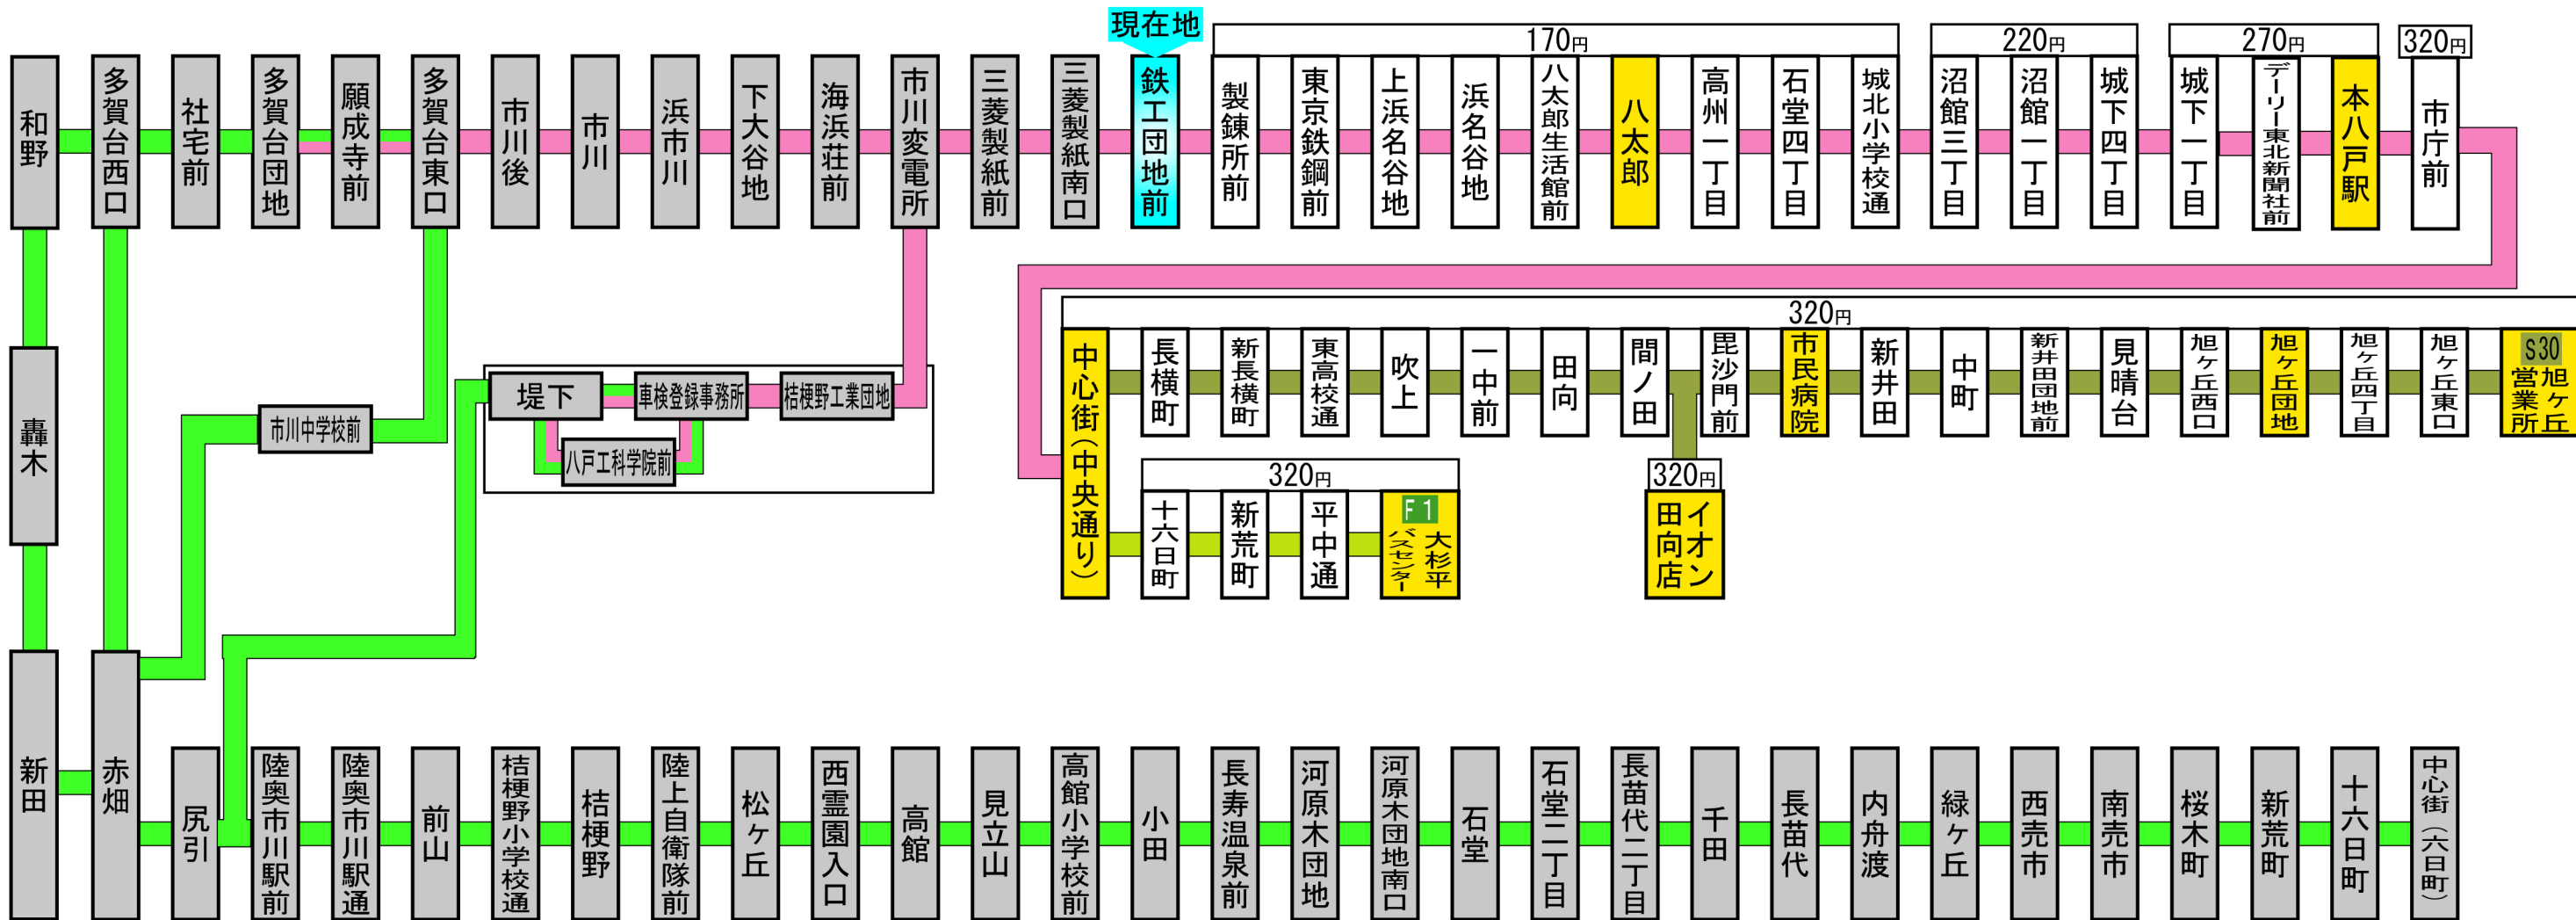 現在地
170円
220円
270円
320円
和野
多賀台西口
社宅前
多賀台団地
願成寺前
多賀台東口
市川後
市川
浜市川
下大谷地
海浜荘前
市川変電所
三菱製紙前
三菱製紙南口
鉄工団地前
製錬所前
東京鉄鋼前
上浜名谷地
浜名谷地
八太郎生活館前
八太郎
高州一丁目
石堂四丁目
城北小学校通
沼館三丁目
沼館一丁目
城下四丁目
城下一丁目
デーリー東北新聞社前
本八戸駅
市庁前
320円
中心街(中央通り)
長横町
新長横町
東高校通
吹上
一中前
田向
間ノ田
毘沙門前
市民病院
新井田
中町
新井田団地前
見晴台
旭ヶ丘西口
旭ヶ丘団地
旭ヶ丘四丁目
旭ヶ丘東口
S30
旭ヶ丘
営業所
轟木
市川中学校前
堤下
車検登録事務所
桔梗野工業団地
八戸工科学院前
320円
十六日町
新荒町
平中通
F1
大杉平
バスセンター
320円
イオン
田向店
新田
赤畑
尻引
陸奥市川駅前
陸奥市川駅通
前山
桔梗野小学校通
桔梗野
陸上自衛隊前
松ヶ丘
西霊園入口
高館
見立山
高館小学校前
小田
長寿温泉前
河原木団地
河原木団地南口
石堂
石堂二丁目
長苗代二丁目
千田
長苗代
内舟渡
緑ヶ丘
西売市
南売市
桜木町
新荒町
十六日町
中心街(六日町)